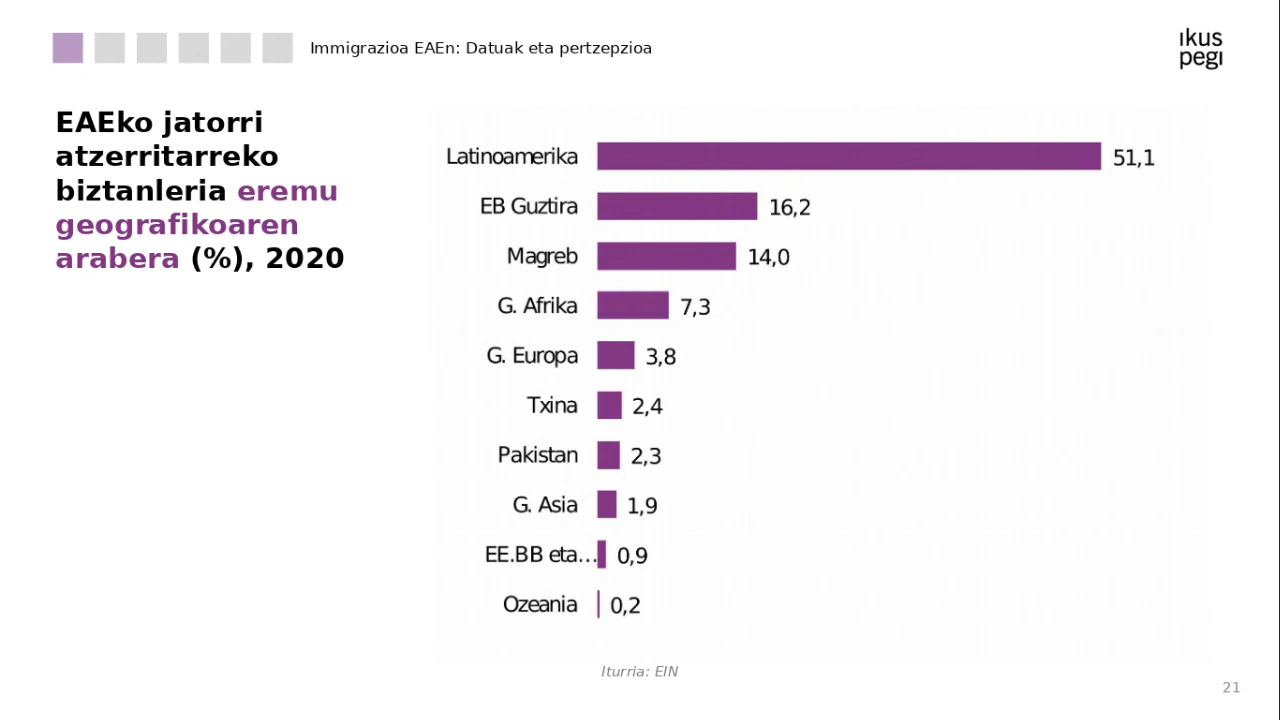 Immigrazioa EAEn: Datuak eta pertzepzioa
ikus
pegi
EAEko jatorri
atzerritarreko
biztanleria eremu
geografikoaren
arabera (%), 2020
Latinoamerika 51,1
EB Guztira 16,2
Magreb 14,0
G. Afrika 7,3
G. Europa 3,8
Txina 2,4
Pakistan 2,3
G. Asia 1,9
EE.BB eta… 0,9
Ozeania 0,2
Iturria: EIN
21